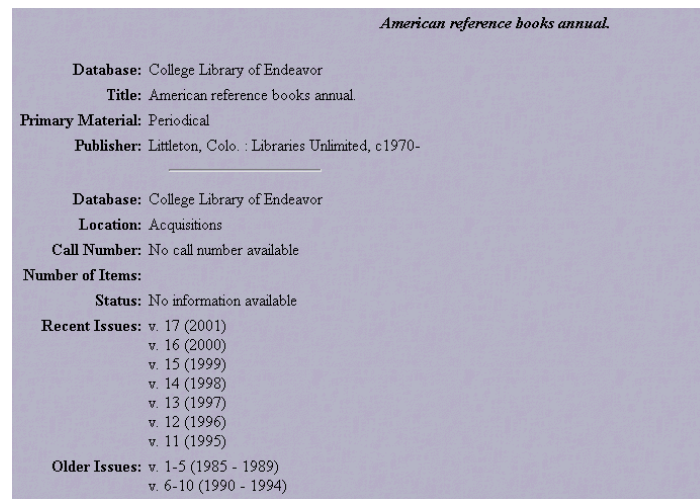 American reference books annual.
Database: College Library of Endeavor
Title: American reference books annual.
Primary Material: Periodical
Publisher: Littleton, Colo. : Libraries Unlimited, c1970-
Database: College Library of Endeavor
Location: Acquisitions
Call Number: No call number available
Number of Items:
Status: No information available
Recent Issues: v. 17 (2001)
v. 16 (2000)
v. 15 (1999)
v. 14 (1998)
v. 13 (1997)
v. 12 (1996)
v. 11 (1995)
Older Issues: v. 1-5 (1985 - 1989)
v. 6-10 (1990 - 1994)